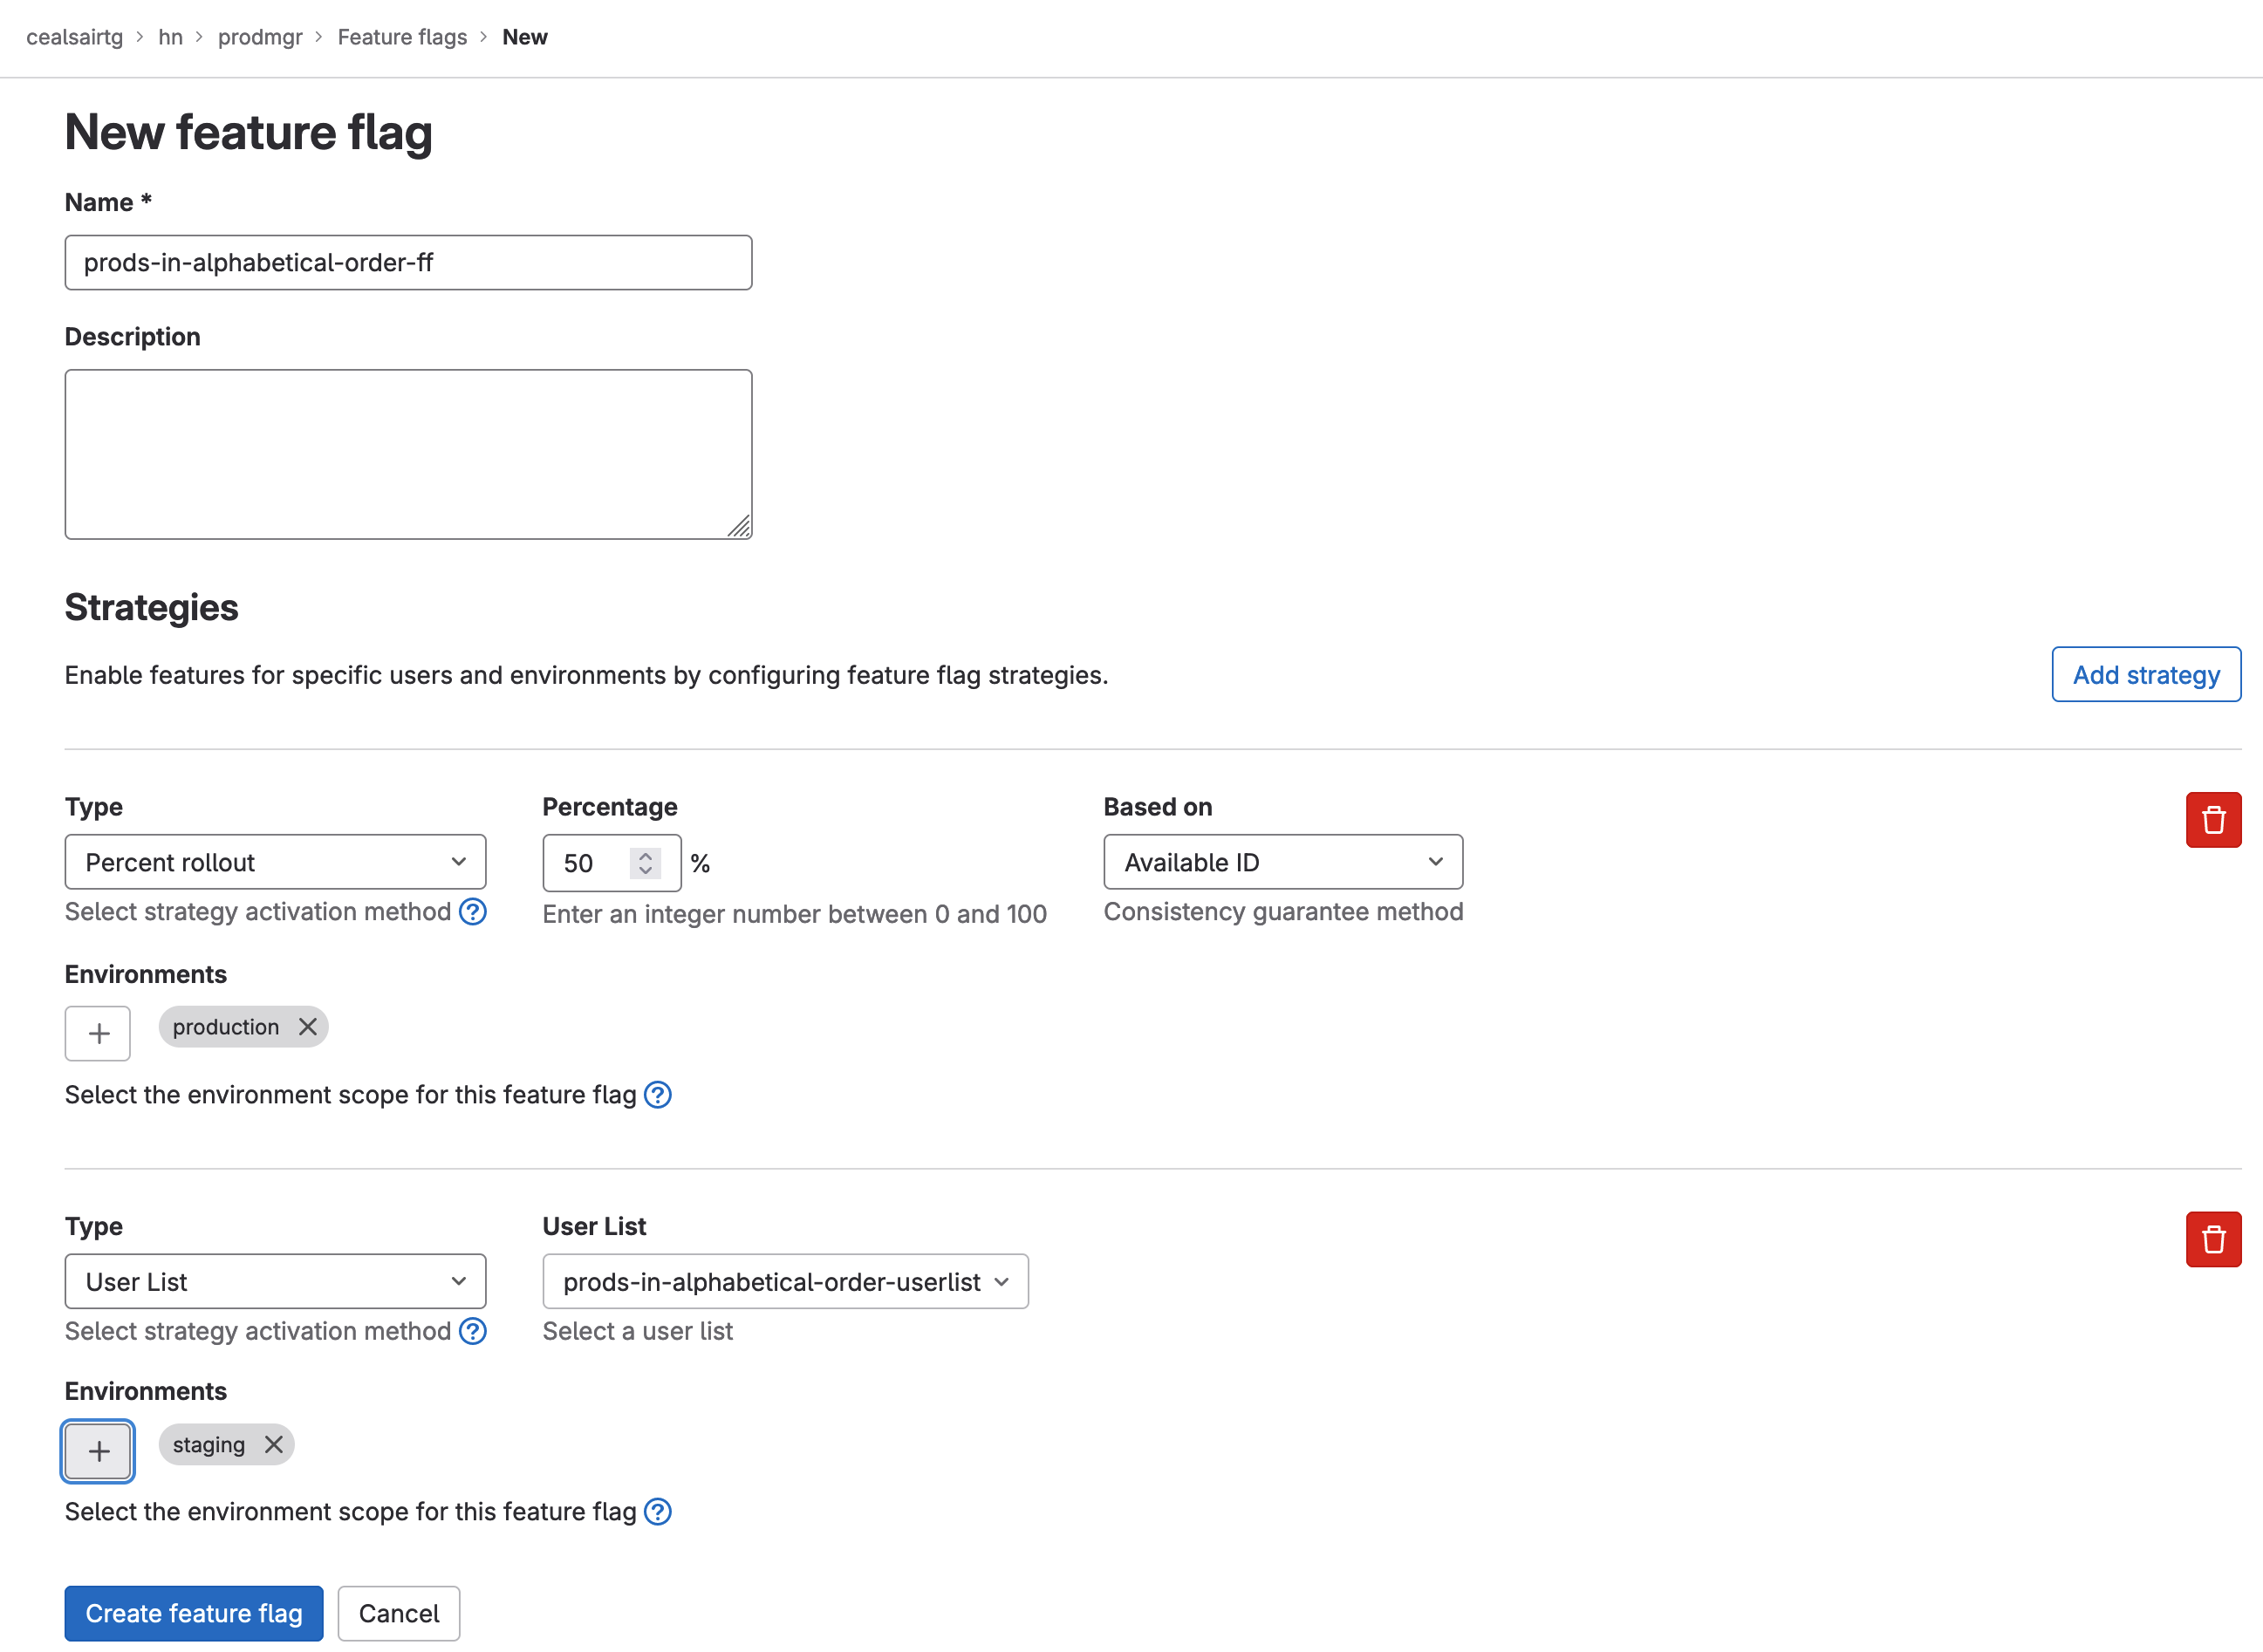 cealsairtg > hn > prodmgr > Feature flags > New
New feature flag
Name *
prods-in-alphabetical-order-ff
Description
Strategies
Enable features for specific users and environments by configuring feature flag strategies.
Add strategy
Type
Percentage
Based on
Percent rollout
50 %
Available ID
Select strategy activation method ?
Enter an integer number between 0 and 100
Consistency guarantee method
Environments
+ production ×
Select the environment scope for this feature flag ?
Type
User List
User List
prods-in-alphabetical-order-userlist
Select strategy activation method ?
Select a user list
Environments
+ staging ×
Select the environment scope for this feature flag ?
Create feature flag
Cancel